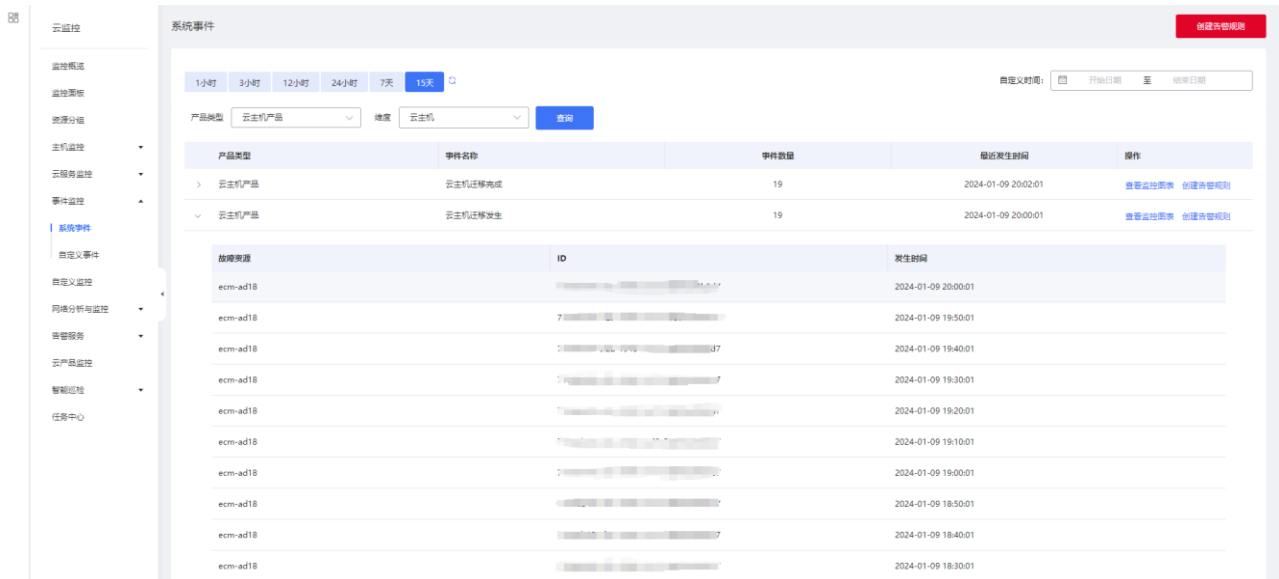 云监控
监控概览
监控面板
资源分组
主机监控
云服务监控
事件监控
系统事件
自定义事件
自定义监控
网络分析与监控
告警服务
云产品监控
智能巡检
任务中心
系统事件 创建告警规则
1小时 3小时 12小时 24小时 7天 15天 自定义时间: 开始日期 至 结束日期
产品类型 云主机产品 维度 云主机 查询
产品类型 事件名称 事件数量 最近发生时间 操作
云主机产品 云主机迁移完成 19 2024-01-09 20:02:01 查看监控图表 创建告警规则
云主机产品 云主机迁移发生 19 2024-01-09 20:00:01 查看监控图表 创建告警规则
故障资源 ID 发生时间
ecm-ad18 2024-01-09 20:00:01
ecm-ad18 2024-01-09 19:50:01
ecm-ad18 2024-01-09 19:40:01
ecm-ad18 2024-01-09 19:30:01
ecm-ad18 2024-01-09 19:20:01
ecm-ad18 2024-01-09 19:10:01
ecm-ad18 2024-01-09 19:00:01
ecm-ad18 2024-01-09 18:50:01
ecm-ad18 2024-01-09 18:40:01
ecm-ad18 2024-01-09 18:30:01